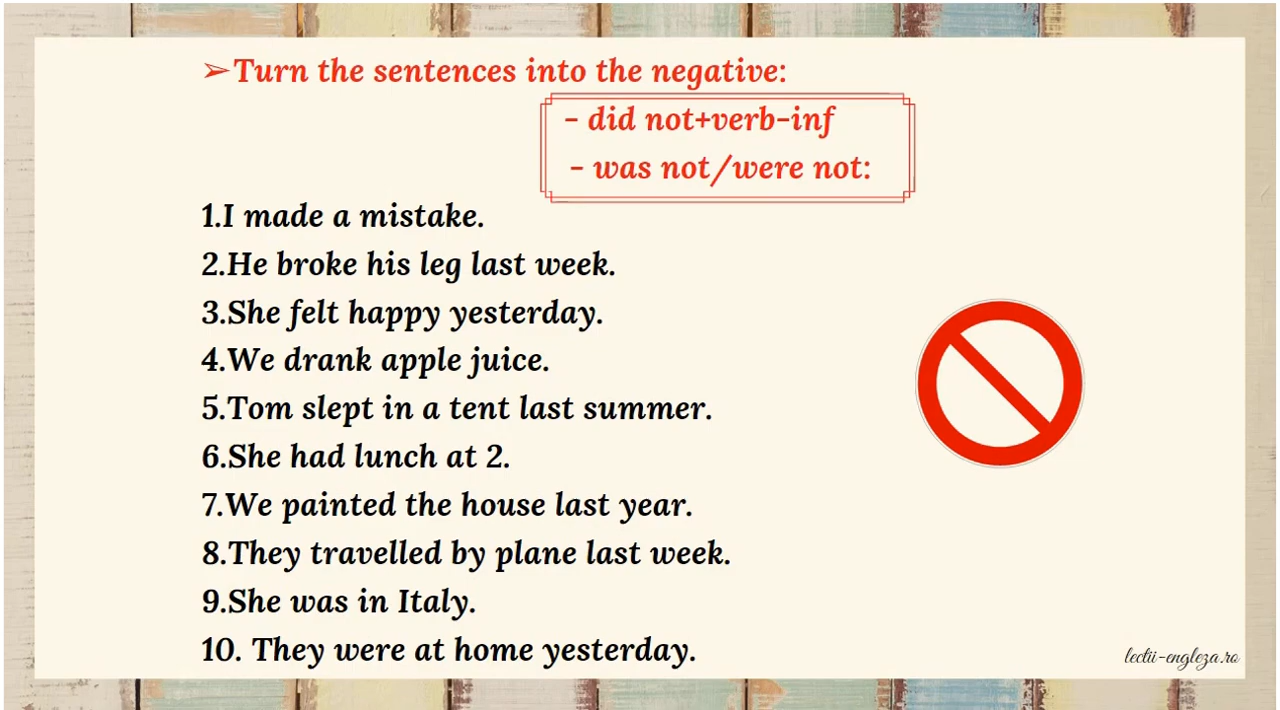 ➢Turn the sentences into the negative:
- did not+verb-inf
- was not/were not:
1.I made a mistake.
2.He broke his leg last week.
3.She felt happy yesterday.
4.We drank apple juice.
5.Tom slept in a tent last summer.
6.She had lunch at 2.
7.We painted the house last year.
8.They travelled by plane last week.
9.She was in Italy.
10. They were at home yesterday.
lectii-engleza.ro